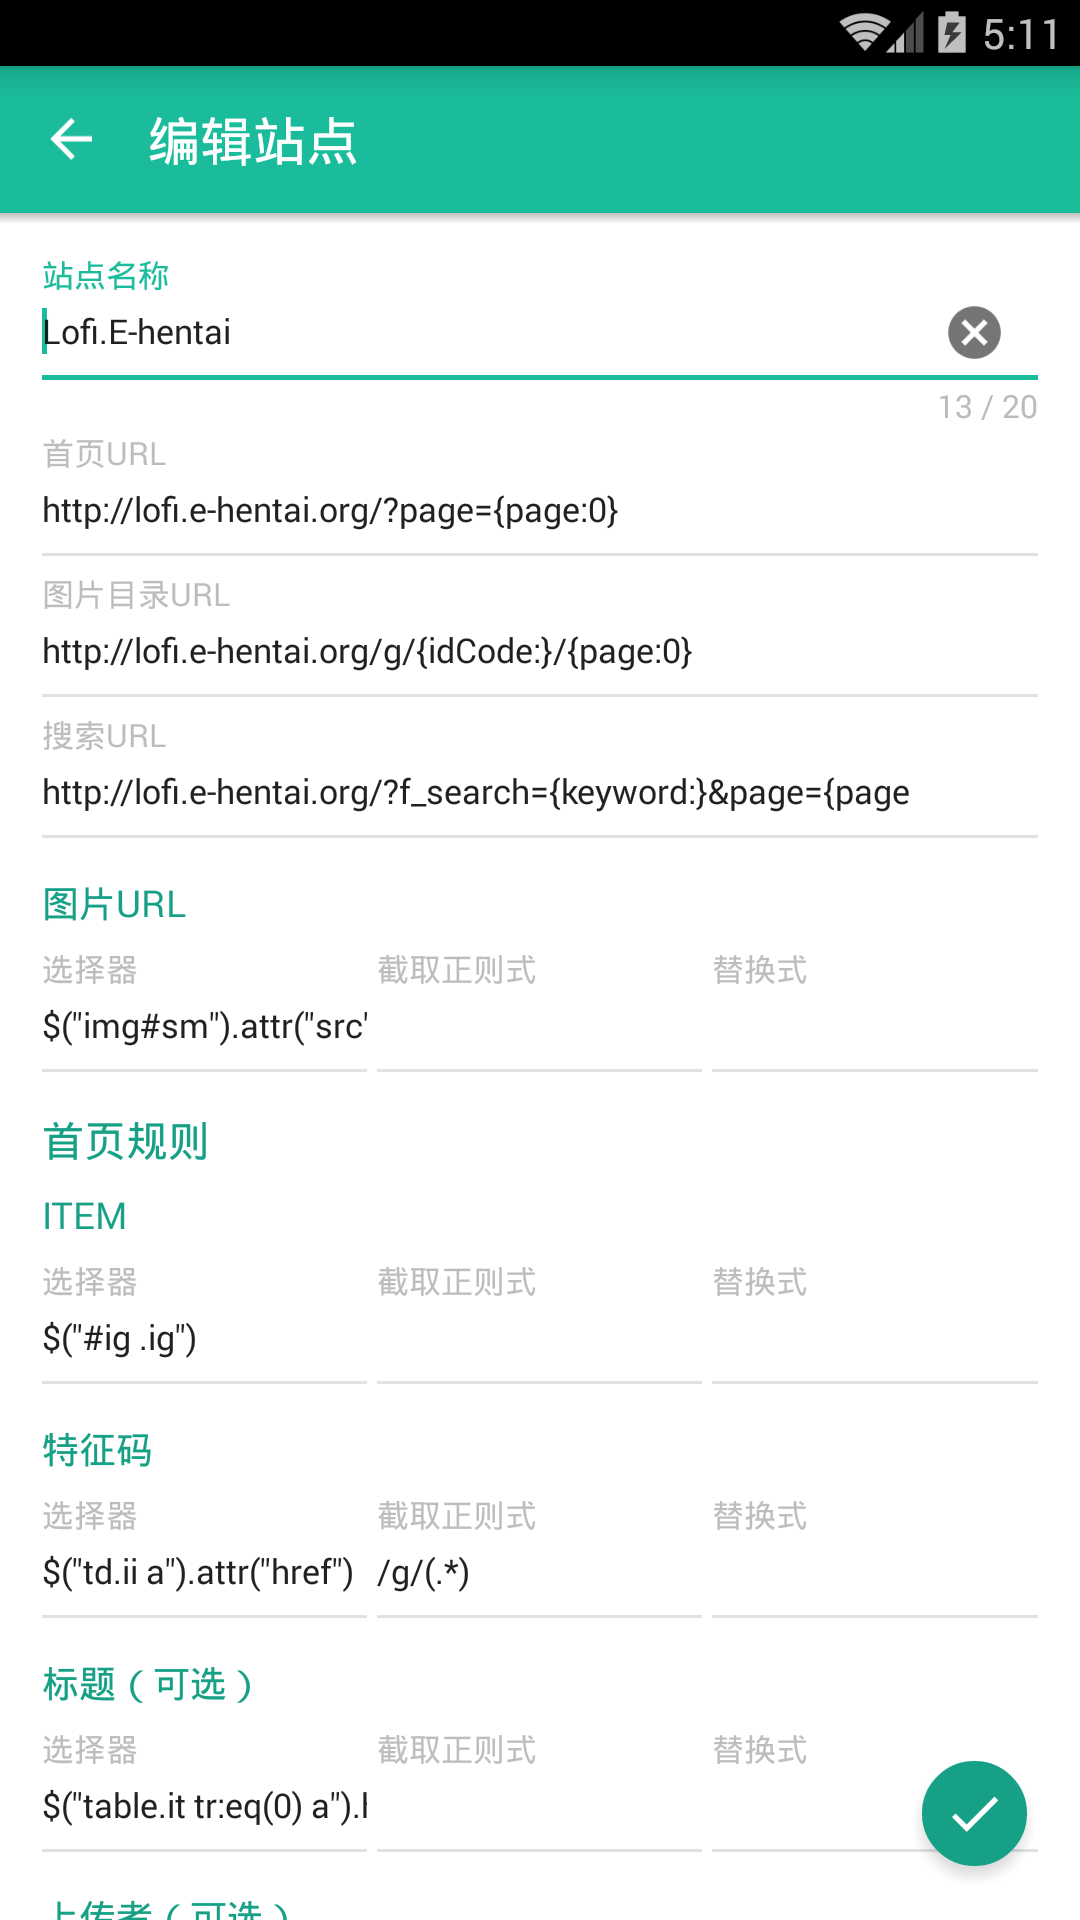 5:11
编辑站点
站点名称
Lofi.E-hentai
13 / 20
首页URL
http://lofi.e-hentai.org/?page={page:0}
图片目录URL
http://lofi.e-hentai.org/g/{idCode:}/{page:0}
搜索URL
http://lofi.e-hentai.org/?f_search={keyword:}&page={page
图片URL
选择器 截取正则式 替换式
$("img#sm").attr("src"
首页规则
ITEM
选择器 截取正则式 替换式
$("#ig .ig")
特征码
选择器 截取正则式 替换式
$("td.ii a").attr("href") /g/(.*)
标题（可选）
选择器 截取正则式 替换式
$("table.it tr:eq(0) a").
上传者（可选）